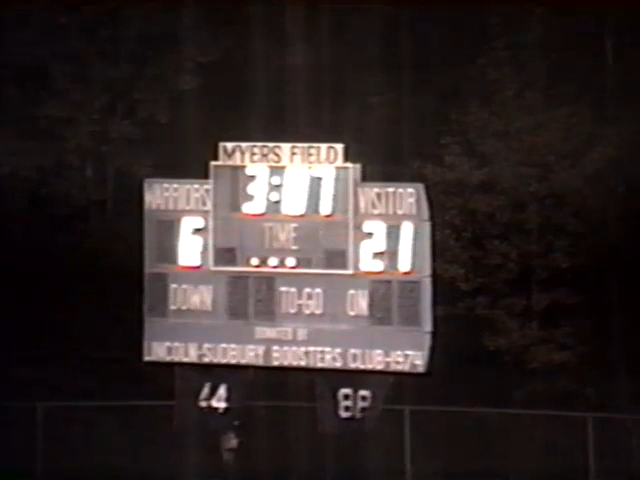 MYERS FIELD
3:07
WARRIORS VISITOR
6 TIME 21
DOWN TO-GO ON
DONATED BY
LINCOLN-SUDBURY BOOSTERS CLUB-1974
44